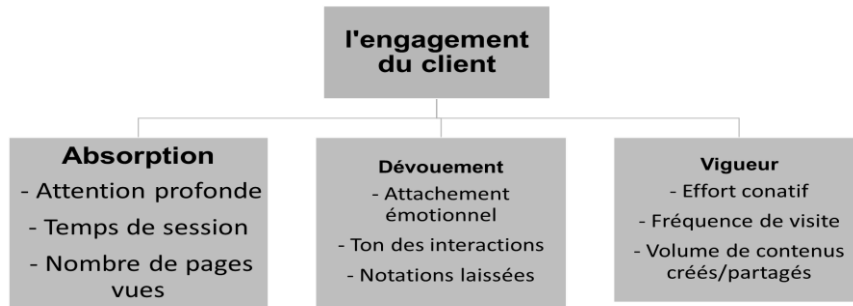 l'engagement
du client
Absorption
- Attention profonde
- Temps de session
- Nombre de pages
vues
Dévouement
- Attachement
émotionnel
- Ton des interactions
- Notations laissées
Vigueur
- Effort conatif
- Fréquence de visite
- Volume de contenus
créés/partagés